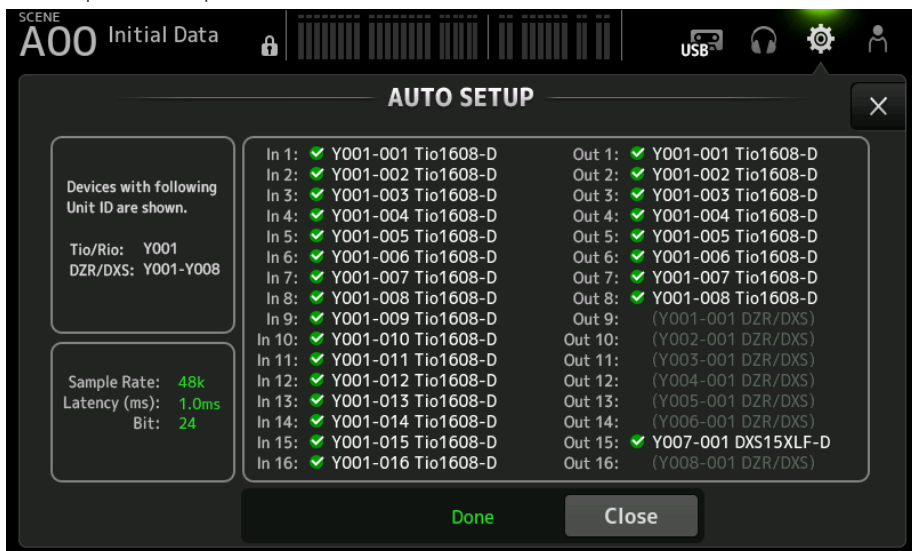 SCENE
A00 Initial Data
USB
AUTO SETUP
Devices with following
Unit ID are shown.
Tio/Rio: Y001
DZR/DXS: Y001-Y008
Sample Rate: 48k
Latency (ms): 1.0ms
Bit: 24
In 1: Y001-001 Tio1608-D
In 2: Y001-002 Tio1608-D
In 3: Y001-003 Tio1608-D
In 4: Y001-004 Tio1608-D
In 5: Y001-005 Tio1608-D
In 6: Y001-006 Tio1608-D
In 7: Y001-007 Tio1608-D
In 8: Y001-008 Tio1608-D
In 9: Y001-009 Tio1608-D
In 10: Y001-010 Tio1608-D
In 11: Y001-011 Tio1608-D
In 12: Y001-012 Tio1608-D
In 13: Y001-013 Tio1608-D
In 14: Y001-014 Tio1608-D
In 15: Y001-015 Tio1608-D
In 16: Y001-016 Tio1608-D
Out 1: Y001-001 Tio1608-D
Out 2: Y001-002 Tio1608-D
Out 3: Y001-003 Tio1608-D
Out 4: Y001-004 Tio1608-D
Out 5: Y001-005 Tio1608-D
Out 6: Y001-006 Tio1608-D
Out 7: Y001-007 Tio1608-D
Out 8: Y001-008 Tio1608-D
Out 9: (Y001-001 DZR/DXS)
Out 10: (Y002-001 DZR/DXS)
Out 11: (Y003-001 DZR/DXS)
Out 12: (Y004-001 DZR/DXS)
Out 13: (Y005-001 DZR/DXS)
Out 14: (Y006-001 DZR/DXS)
Out 15: Y007-001 DXS15XLF-D
Out 16: (Y008-001 DZR/DXS)
Done
Close